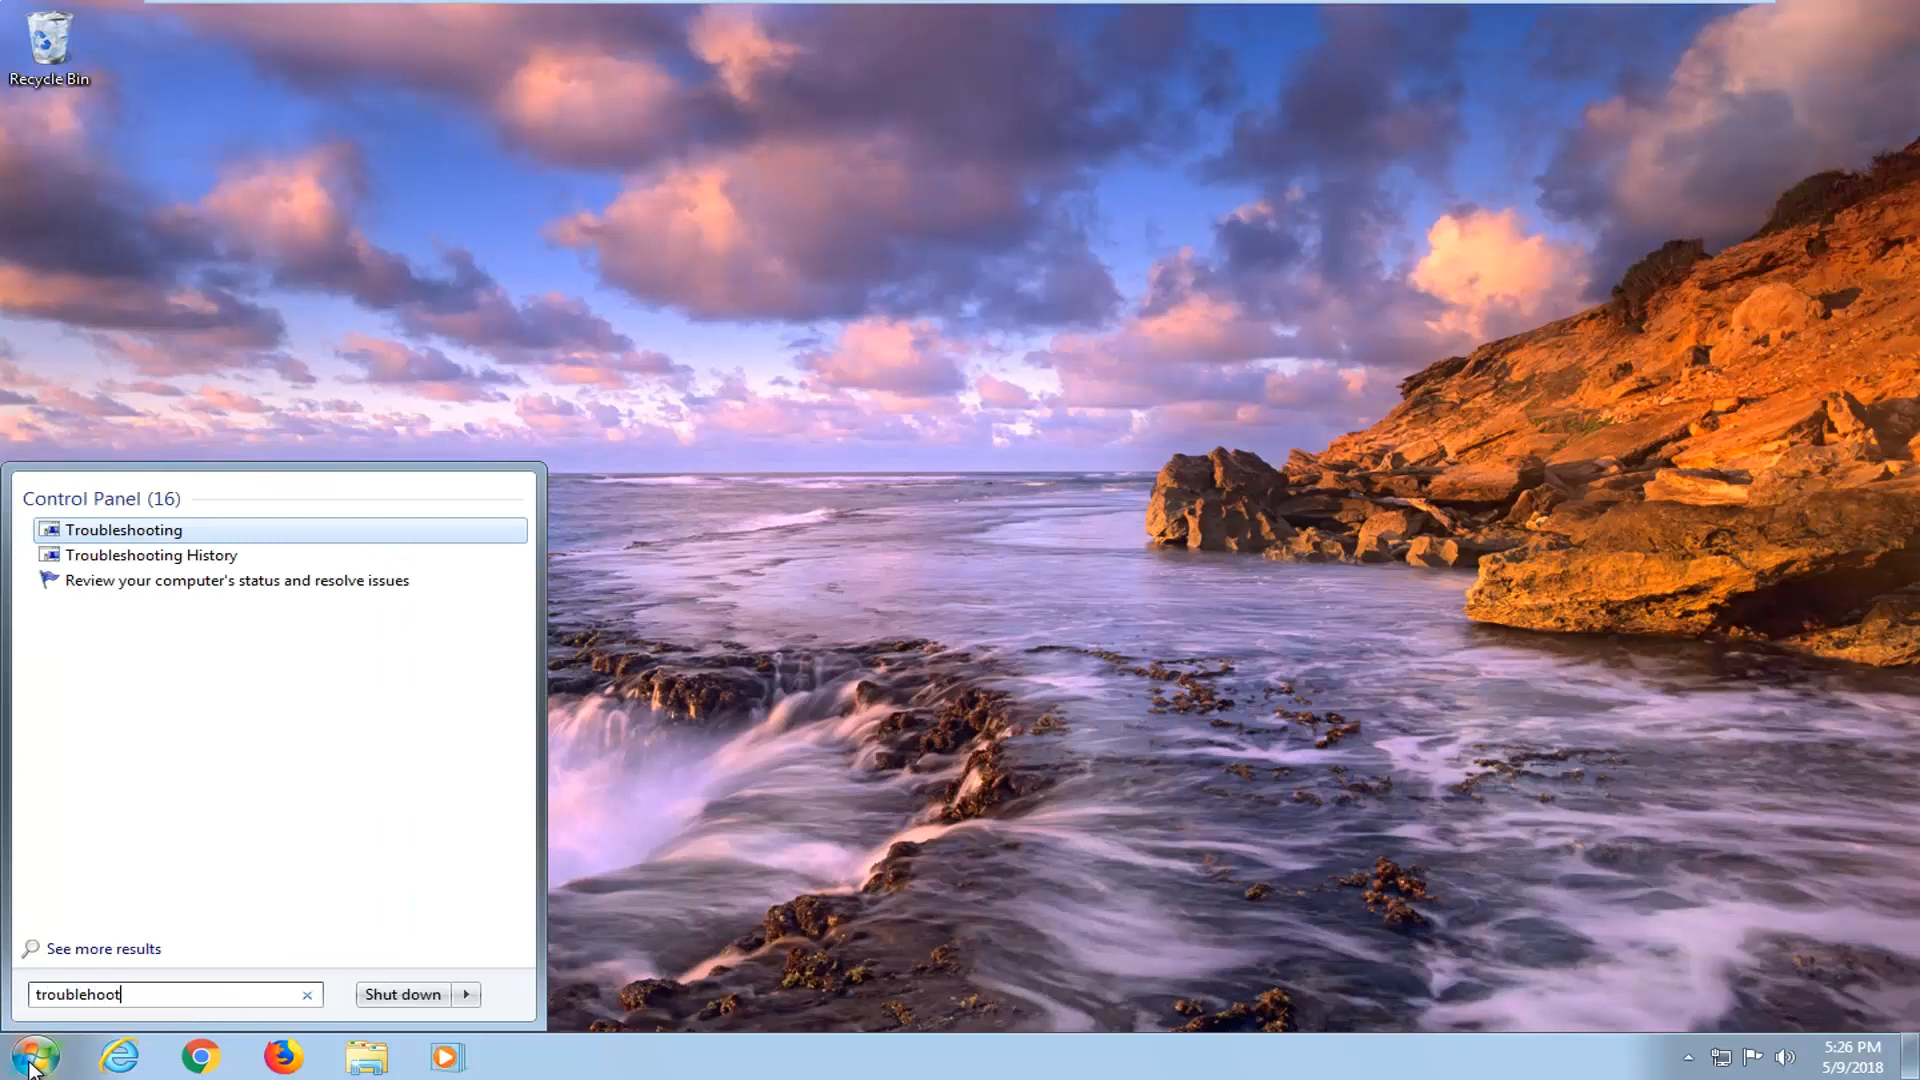 Recycle Bin
Control Panel (16)
Troubleshooting
Troubleshooting History
Review your computer's status and resolve issues
See more results
troublehoot
Shut down
5:26 PM
5/9/2018